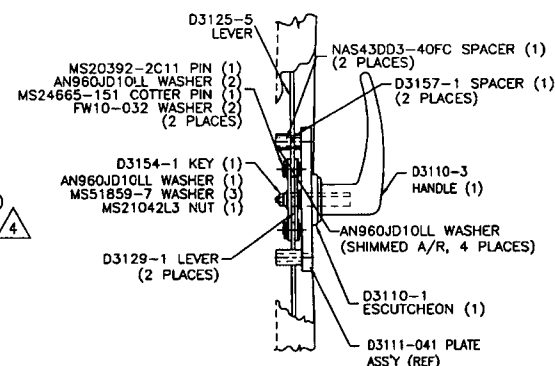 D3125-5
LEVER
NAS43DD3-40FC SPACER (1)
(2 PLACES)
MS20392-2C11 PIN (1)
AN960JD10LL WASHER (2)
MS24665-151 COTTER PIN (1)
FW10-032 WASHER (2)
(2 PLACES)
D3157-1 SPACER (1)
(2 PLACES)
D3154-1 KEY (1)
AN960JD10LL WASHER (1)
MS51859-7 WASHER (3)
MS21042L3 NUT (1)
D3110-3
HANDLE (1)
)
4
AN960JD10LL WASHER
(SHIMMED A/R, 4 PLACES)
D3129-1 LEVER
(2 PLACES)
D3110-1
ESCUTCHEON (1)
D3111-041 PLATE
ASS'Y (REF)